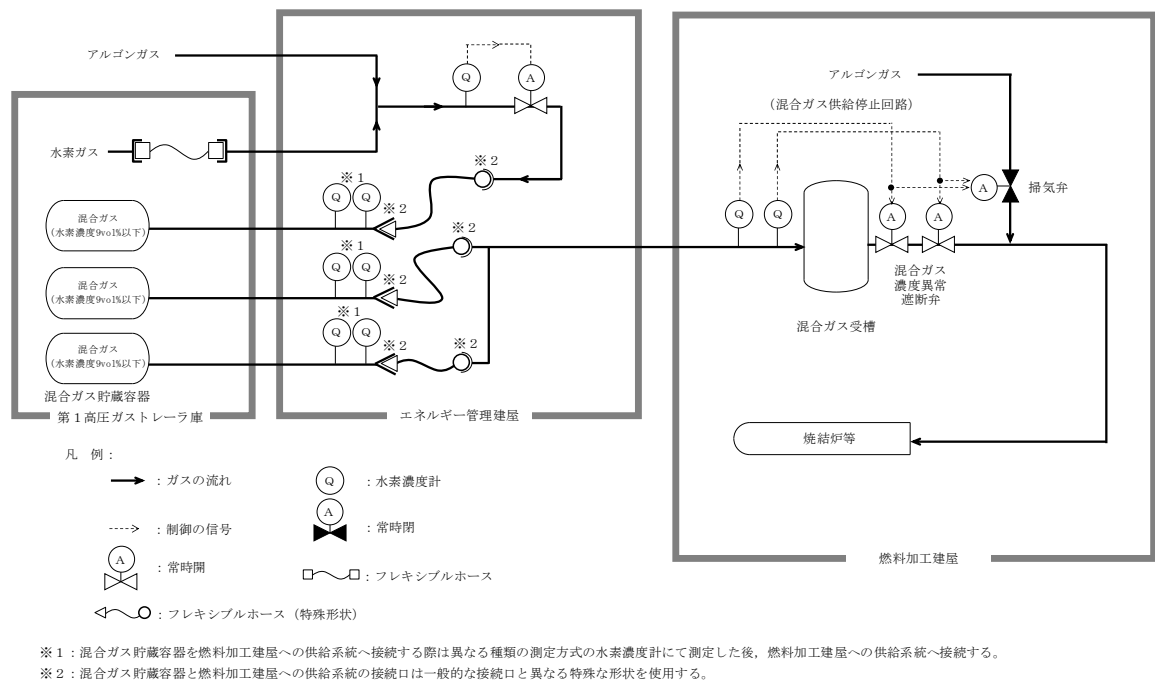 アルゴンガス
Q
A
水素ガス
※2
※1
Q
Q
※2
混合ガス
(水素濃度9vol%以下)
※2
※1
Q
Q
※2
混合ガス
(水素濃度9vol%以下)
※1
Q
Q
※2
※2
混合ガス
(水素濃度9vol%以下)
混合ガス貯蔵容器
第1高圧ガストレーラ庫
エネルギー管理建屋
アルゴンガス
(混合ガス供給停止回路)
A
掃気弁
Q
Q
A
A
混合ガス
濃度異常
遮断弁
混合ガス受槽
焼結炉等
燃料加工建屋
凡 例:
:ガスの流れ
Q
:水素濃度計
:制御の信号
A
:常時閉
A
:常時開
:フレキシブルホース
:フレキシブルホース(特殊形状)
※1:混合ガス貯蔵容器を燃料加工建屋への供給系統へ接続する際は異なる種類の測定方式の水素濃度計にて測定した後,燃料加工建屋への供給系統へ接続する。
※2:混合ガス貯蔵容器と燃料加工建屋への供給系統の接続口は一般的な接続口と異なる特殊な形状を使用する。